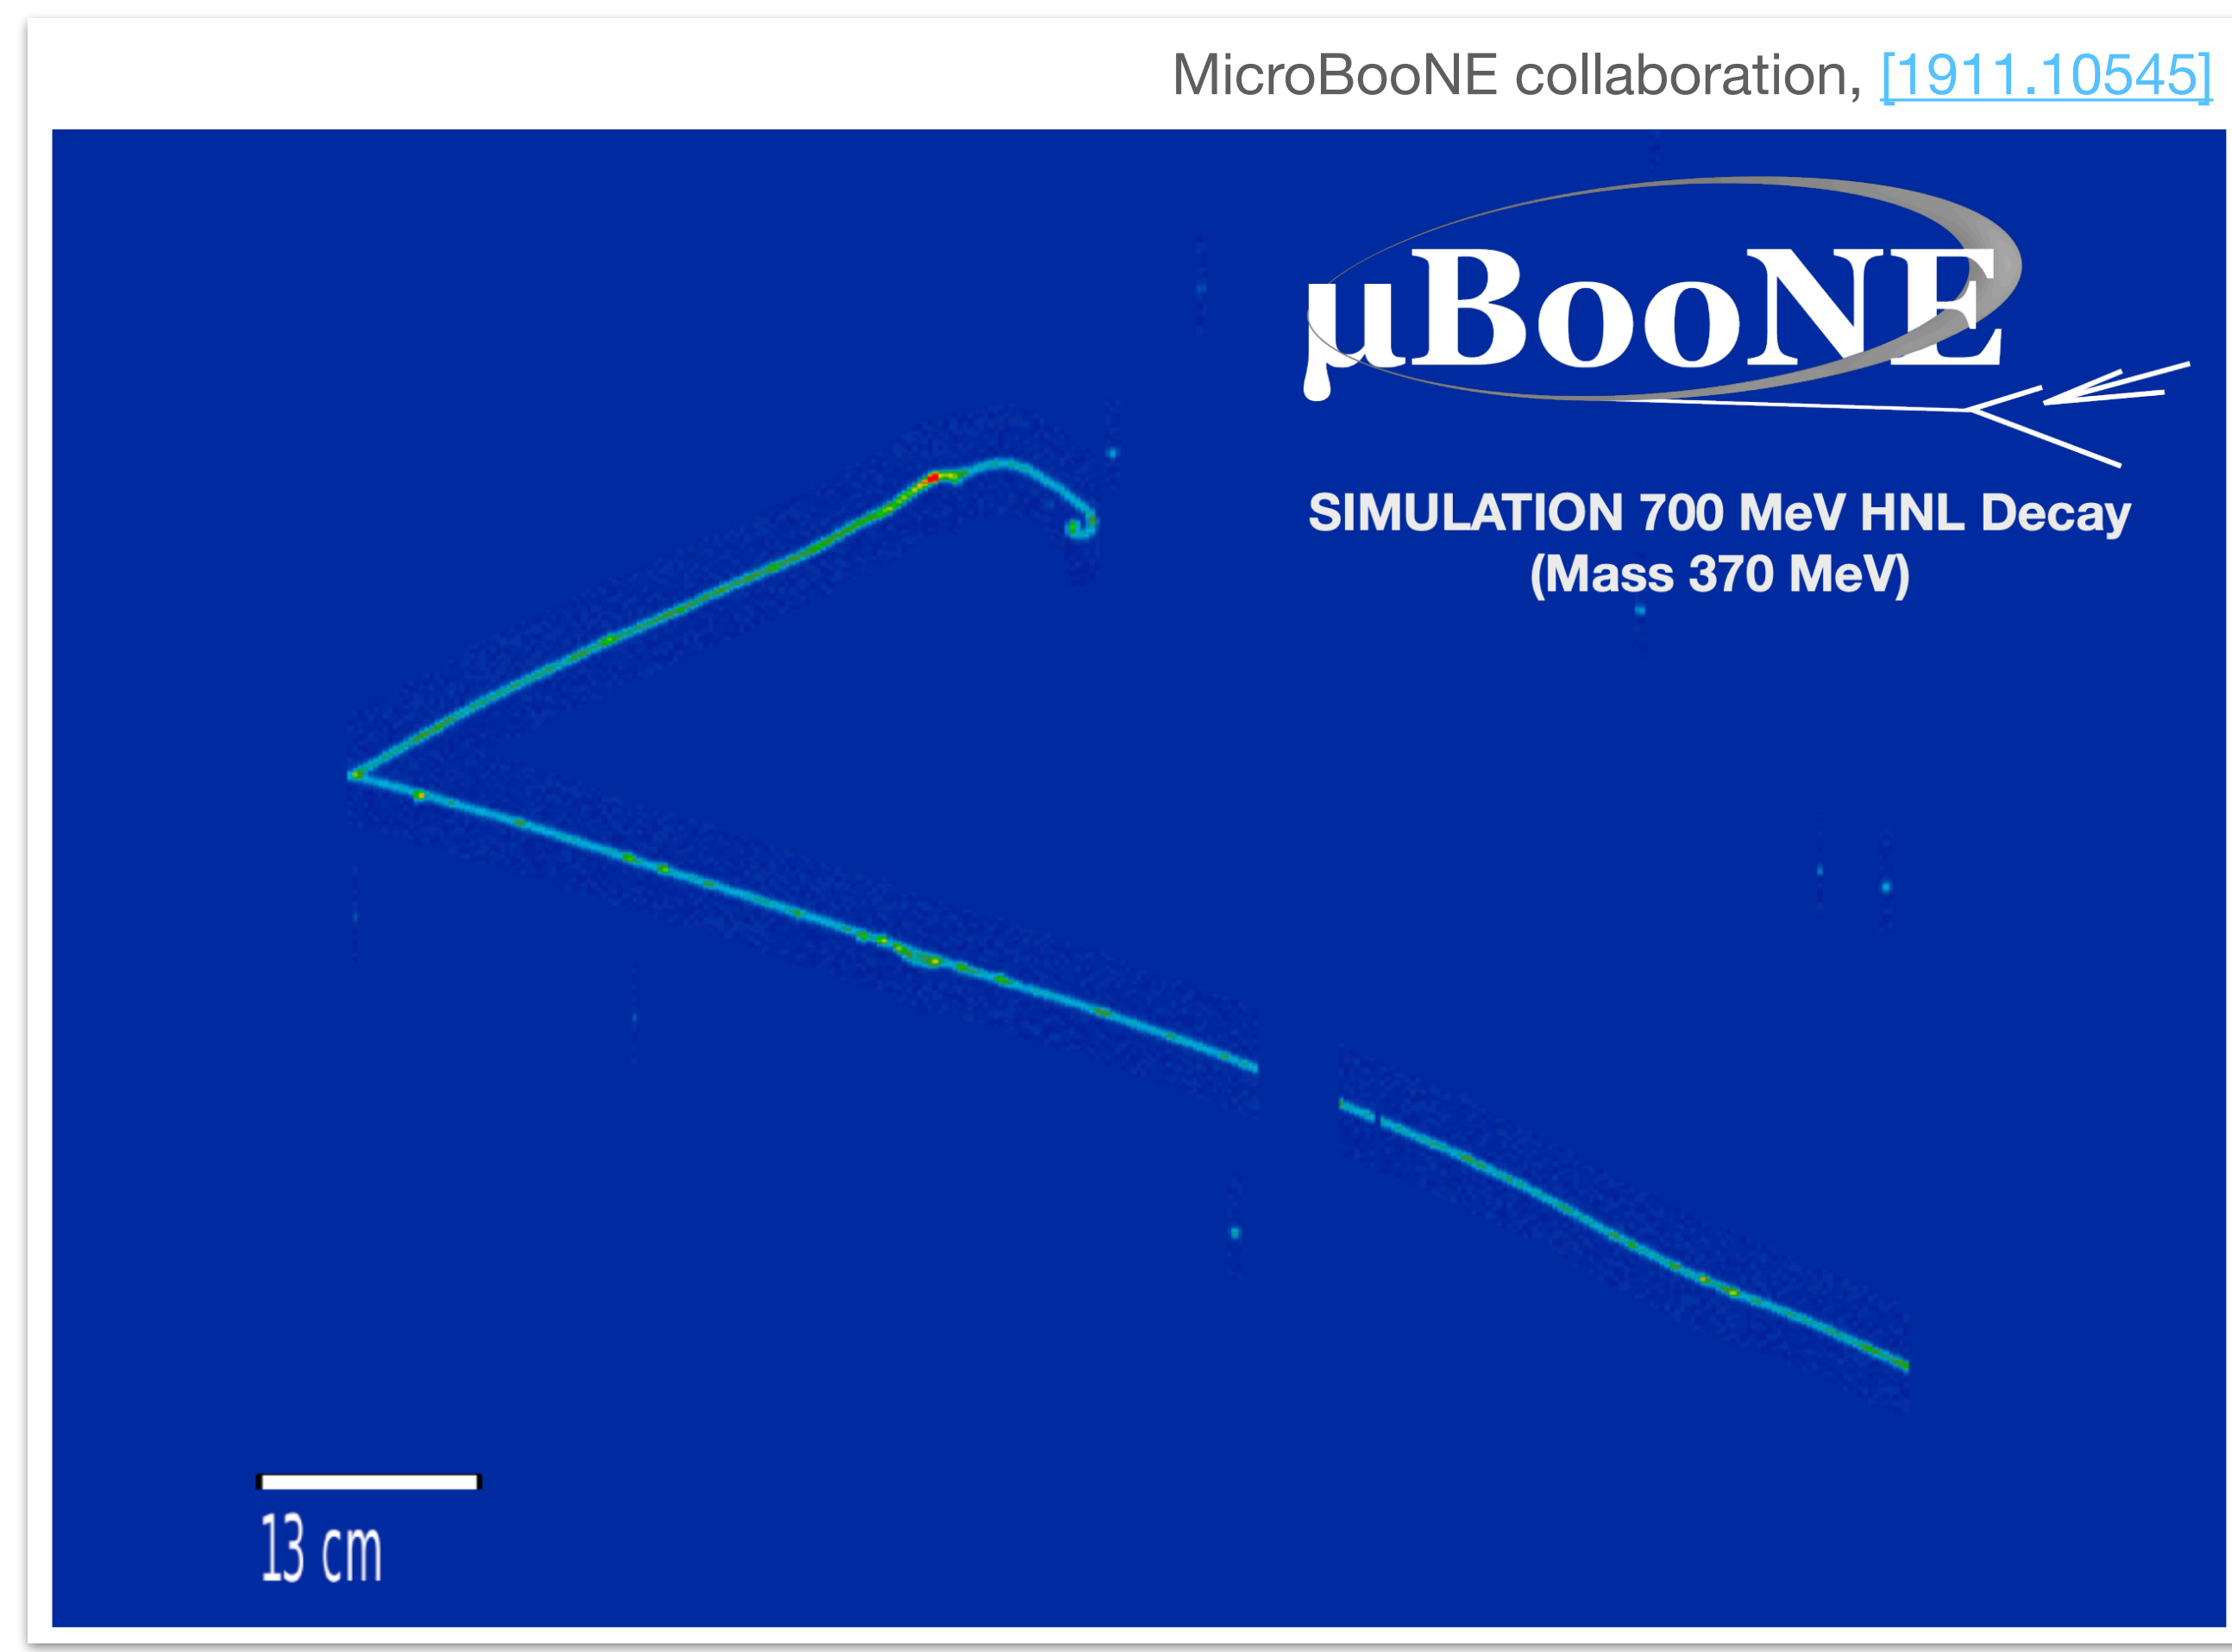 MicroBooNE collaboration, [1911.10545]
µBooNE
SIMULATION 700 MeV HNL Decay
(Mass 370 MeV)
13 cm